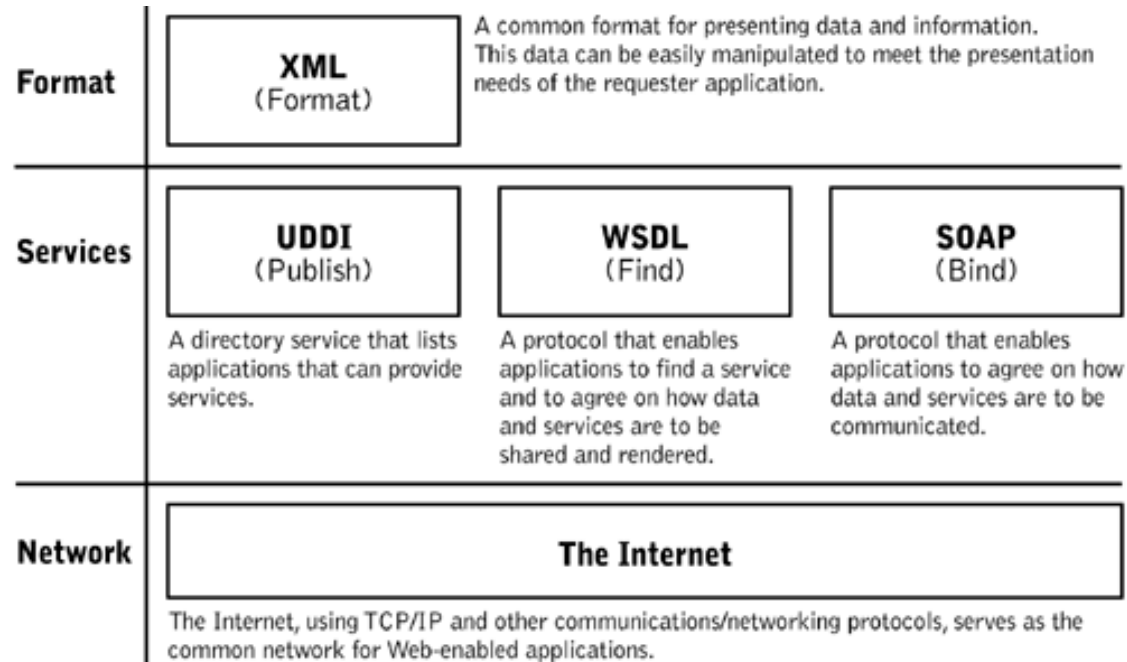 Format
XML
(Format)
A common format for presenting data and information.
This data can be easily manipulated to meet the presentation
needs of the requester application.
Services
UDDI
(Publish)
A directory service that lists
applications that can provide
services.
WSDL
(Find)
A protocol that enables
applications to find a service
and to agree on how data
and services are to be
shared and rendered.
SOAP
(Bind)
A protocol that enables
applications to agree on how
data and services are to be
communicated.
Network
The Internet
The Internet, using TCP/IP and other communications/networking protocols, serves as the
common network for Web-enabled applications.